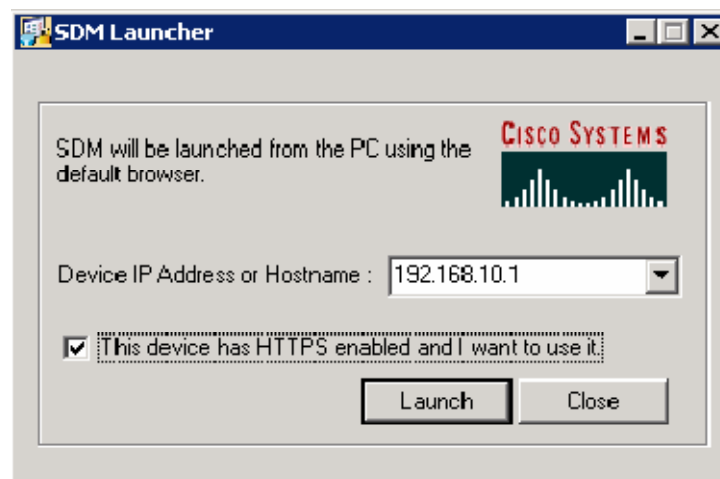 SDM Launcher
CISCO SYSTEMS
SDM will be launched from the PC using the
default browser.
Device IP Address or Hostname : 192.168.10.1
This device has HTTPS enabled and I want to use it.
Launch Close